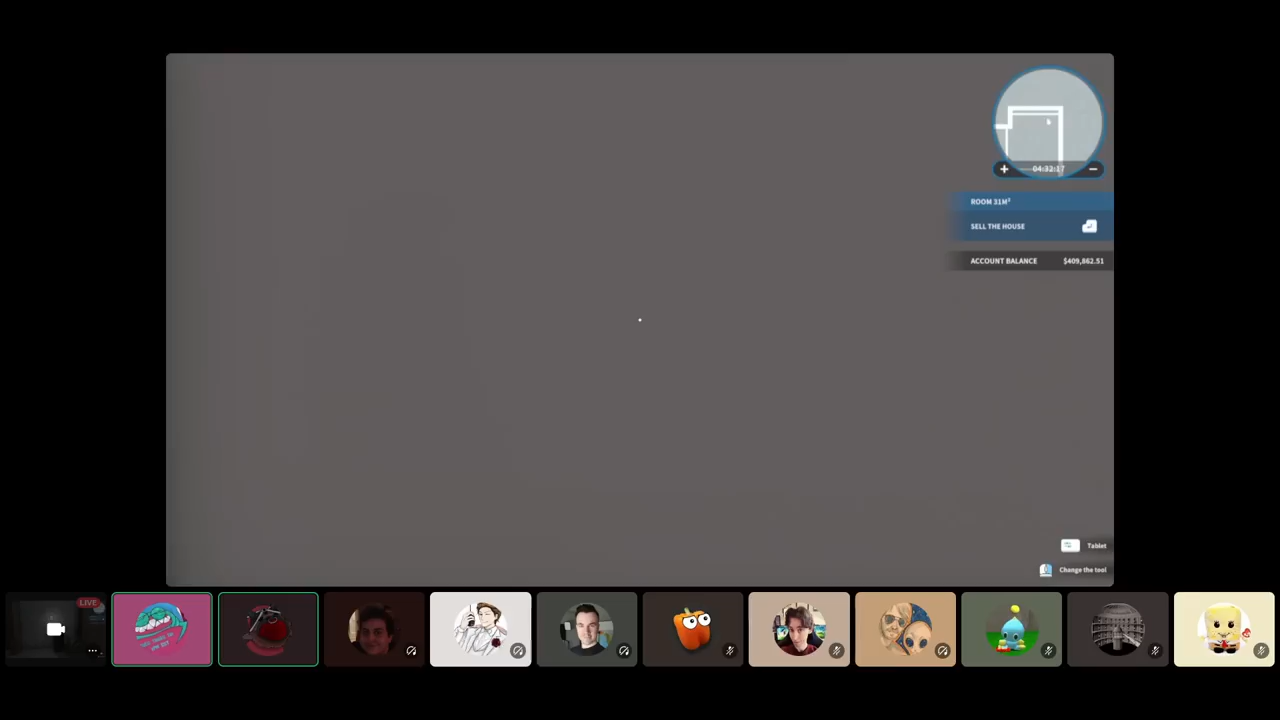 04:32:17
ROOM 31M²
SELL THE HOUSE
ACCOUNT BALANCE $409,862.51
Tablet
Change the tool
LIVE